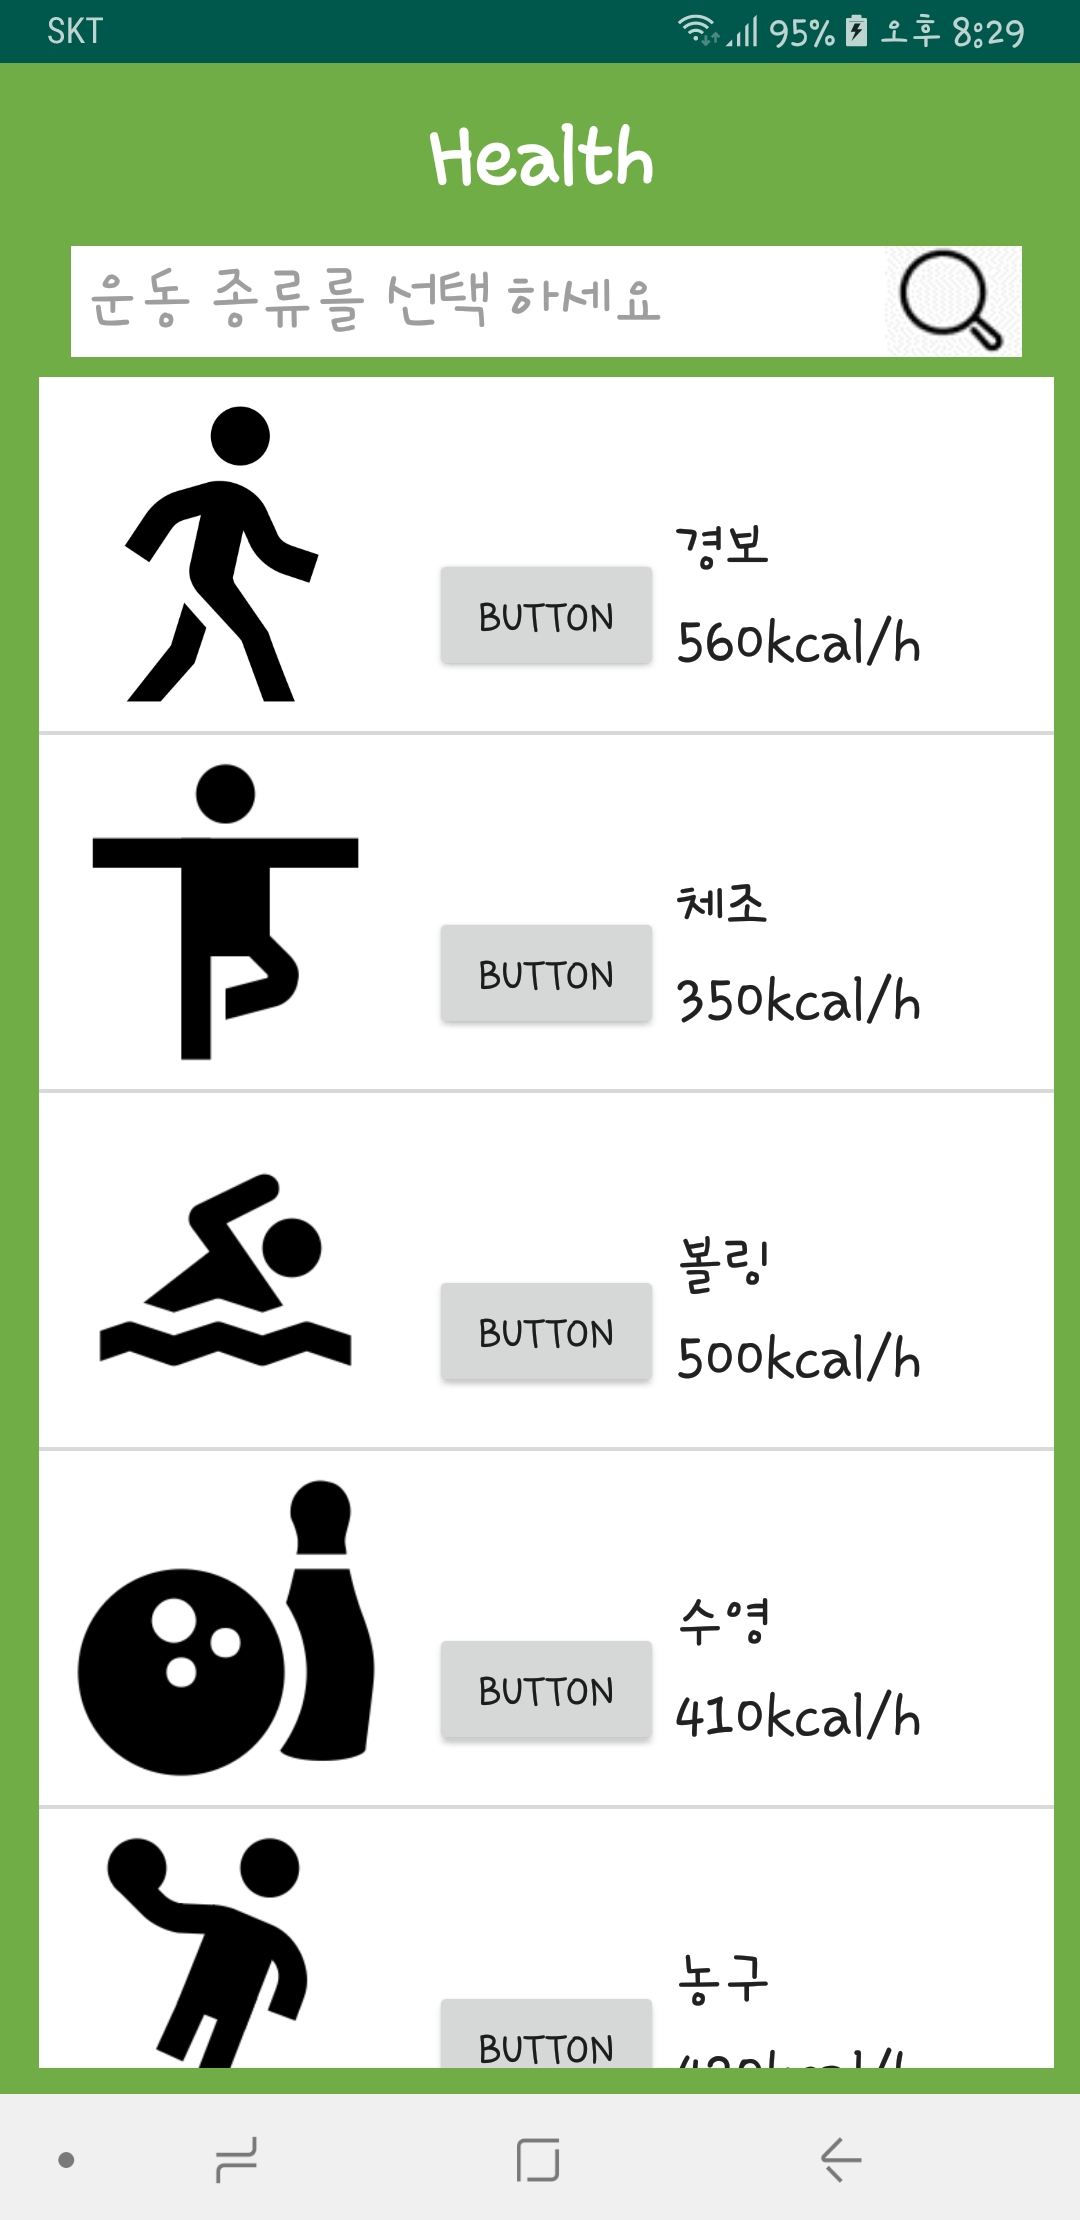 SKT 95% 오후 8:29
Health
운동 종류를 선택하세요
경보
BUTTON
560kcal/h
체조
BUTTON
350kcal/h
볼링
BUTTON
500kcal/h
수영
BUTTON
410kcal/h
농구
BUTTON